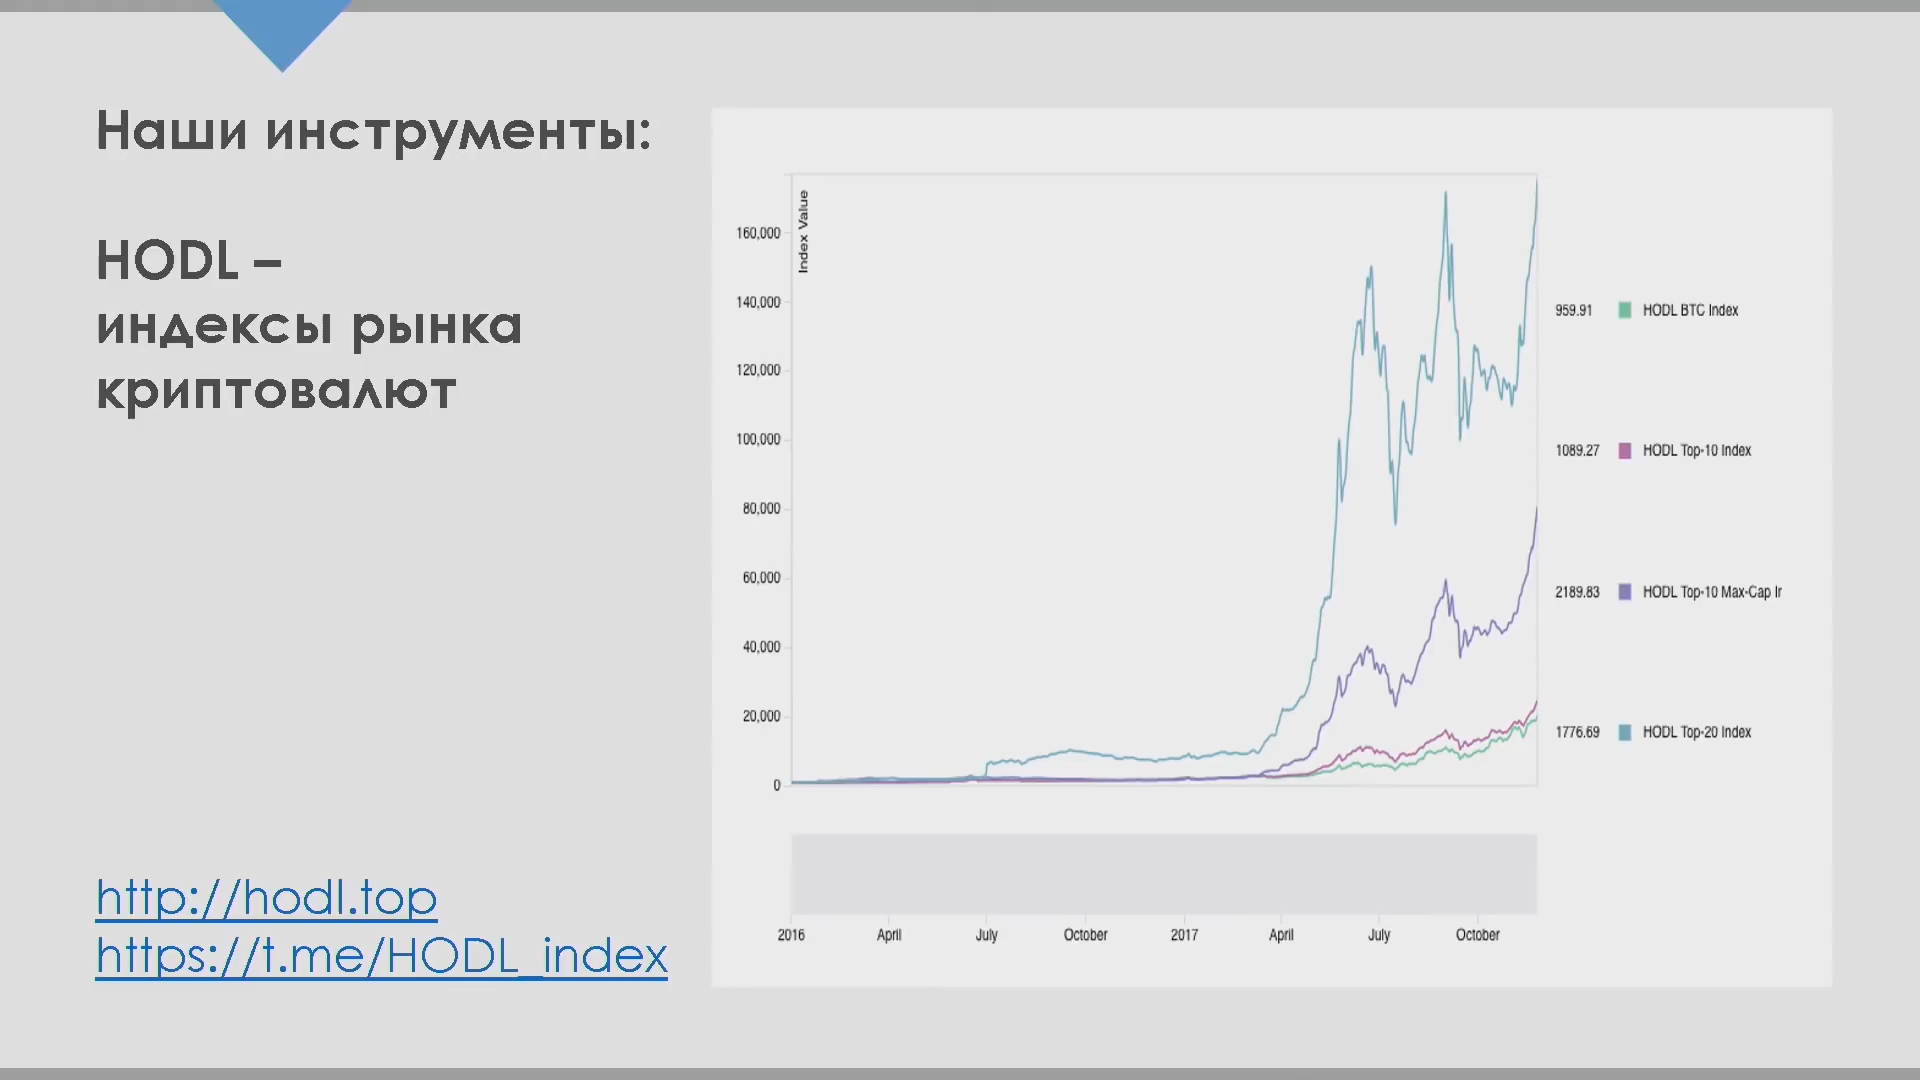 Наши инструменты:
HODL –
индексы рынка
криптовалют
http://hodl.top
https://t.me/HODL_index
Index Value
160,000
140,000
120,000
100,000
80,000
60,000
40,000
20,000
0
2016 April July October 2017 April July October
959.91 HODL BTC Index
1089.27 HODL Top-10 Index
2189.83 HODL Top-10 Max-Cap Ir
1776.69 HODL Top-20 Index